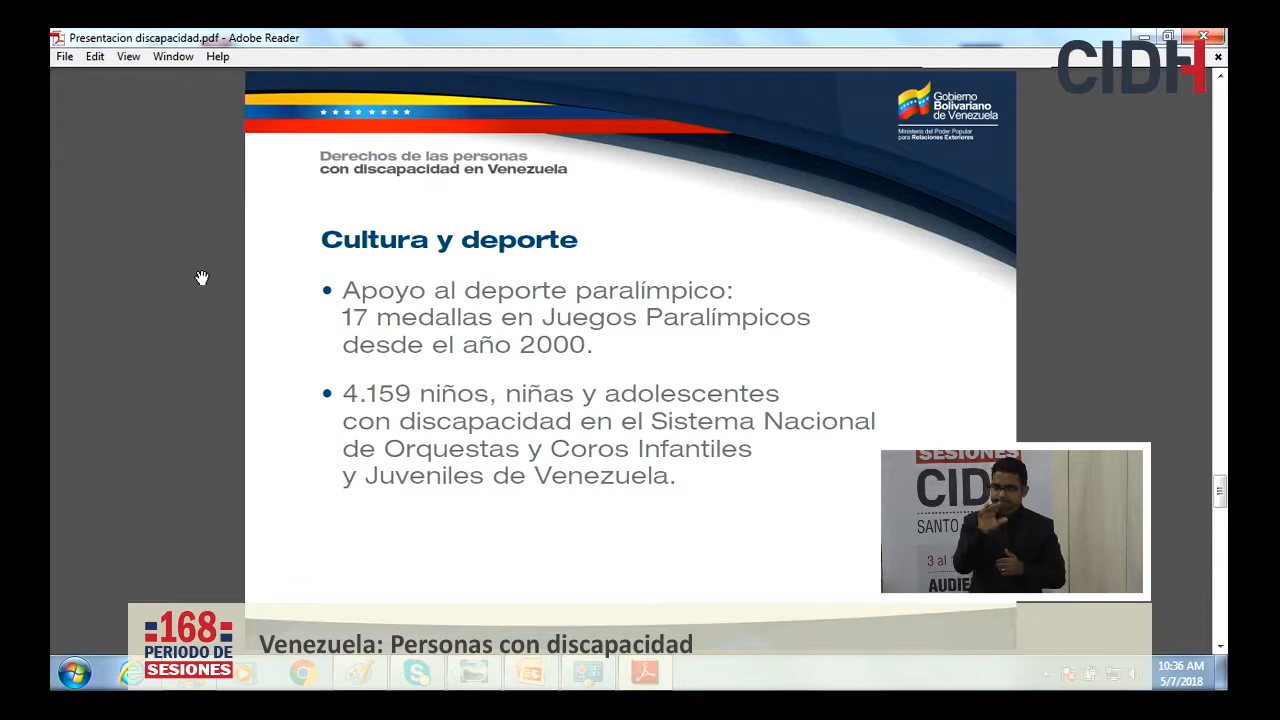 Presentacion discapacidad.pdf - Adobe Reader
File Edit View Window Help
CIDH
Gobierno
Bolivariano
de Venezuela
Ministerio del Poder Popular
para Relaciones Exteriores
Derechos de las personas
con discapacidad en Venezuela
Cultura y deporte
• Apoyo al deporte paralímpico:
17 medallas en Juegos Paralímpicos
desde el año 2000.
• 4.159 niños, niñas y adolescentes
con discapacidad en el Sistema Nacional
de Orquestas y Coros Infantiles
y Juveniles de Venezuela.
SESIONES
CID
SANTO
3 al
AUDIE
168
PERIODO DE
SESIONES
Venezuela: Personas con discapacidad
10:36 AM
5/7/2018